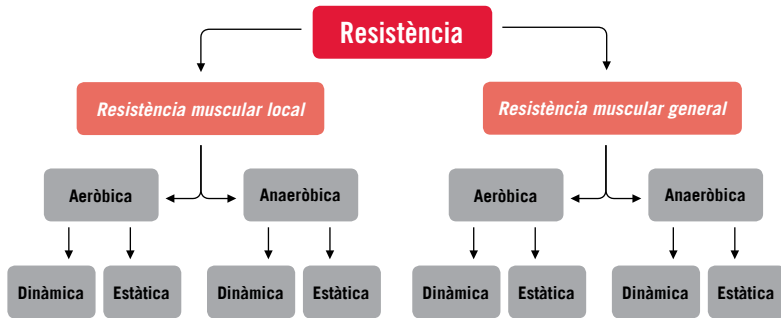 Resistència
Resistència muscular local
Resistència muscular general
Aeròbica
Anaeròbica
Aeròbica
Anaeròbica
Dinàmica
Estàtica
Dinàmica
Estàtica
Dinàmica
Estàtica
Dinàmica
Estàtica